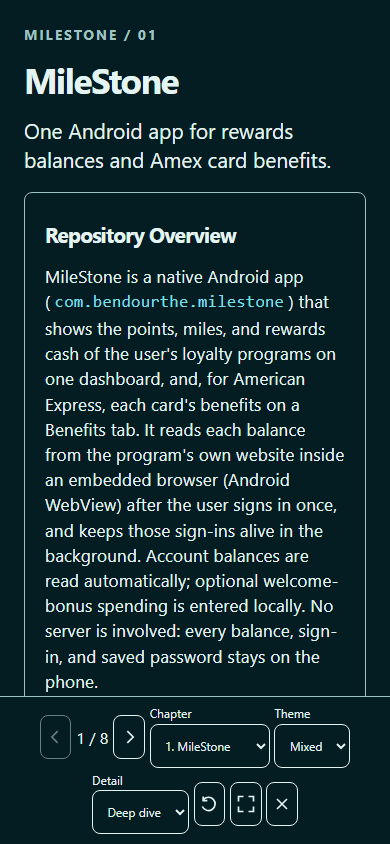 MILESTONE / 01
MileStone
One Android app for rewards
balances and Amex card benefits.
Repository Overview
MileStone is a native Android app
( com.bendourthe.milestone ) that
shows the points, miles, and rewards
cash of the user's loyalty programs on
one dashboard, and, for American
Express, each card's benefits on a
Benefits tab. It reads each balance
from the program's own website inside
an embedded browser (Android
WebView) after the user signs in once,
and keeps those sign-ins alive in the
background. Account balances are
read automatically; optional welcome-
bonus spending is entered locally. No
server is involved: every balance, sign-
in, and saved password stays on the
phone.
1 / 8
Chapter
1. MileStone
Theme
Mixed
Detail
Deep dive